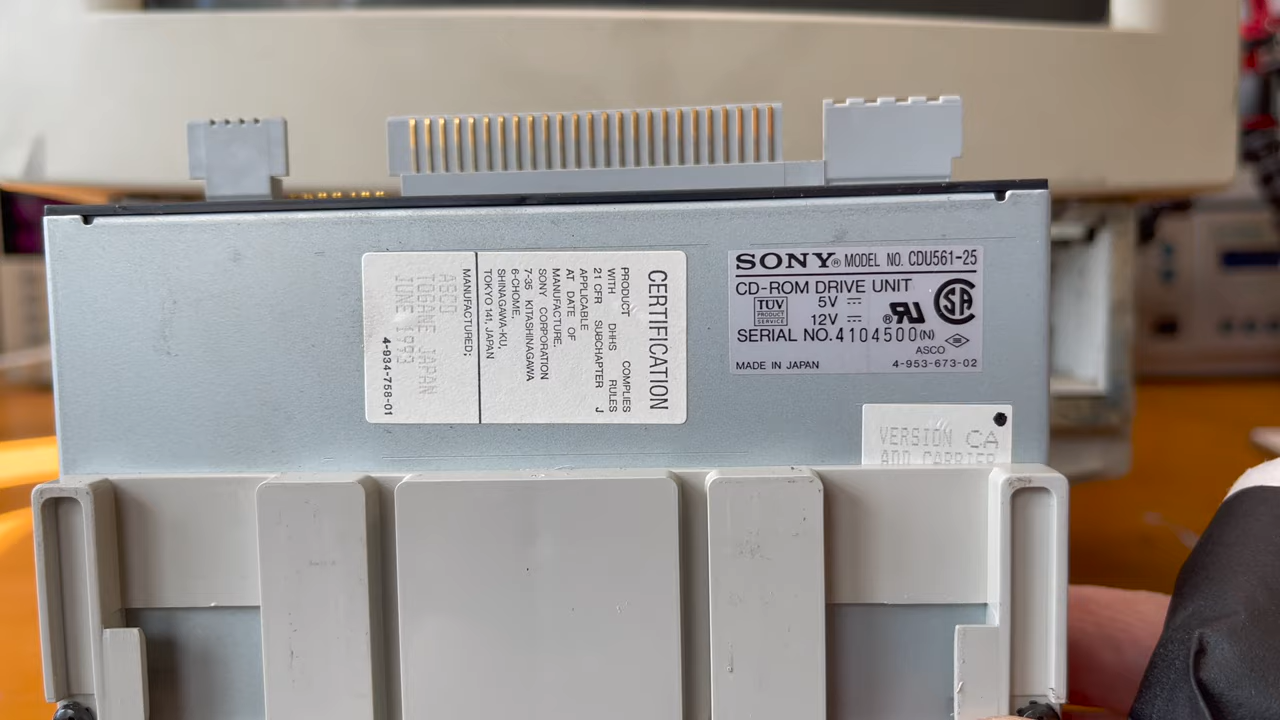 CERTIFICATION
PRODUCT COMPLIES
WITH DHHS RULES
21 CFR SUBCHAPTER J
APPLICABLE
AT DATE OF
MANUFACTURE.
SONY CORPORATION
7-35 KITASHINAGAWA
6-CHOME,
SHINAGAWA-KU,
TOKYO 141, JAPAN
MANUFACTURED;
ASCO
TOGANE JAPAN
JUNE 1993
4-934-758-01
SONY® MODEL NO. CDU561-25
CD-ROM DRIVE UNIT
TUV
PRODUCT
SERVICE
5V
12V
SERIAL NO. 4104500(N)
ASCO
MADE IN JAPAN 4-953-673-02
VERSION CA
ADD CARRIER